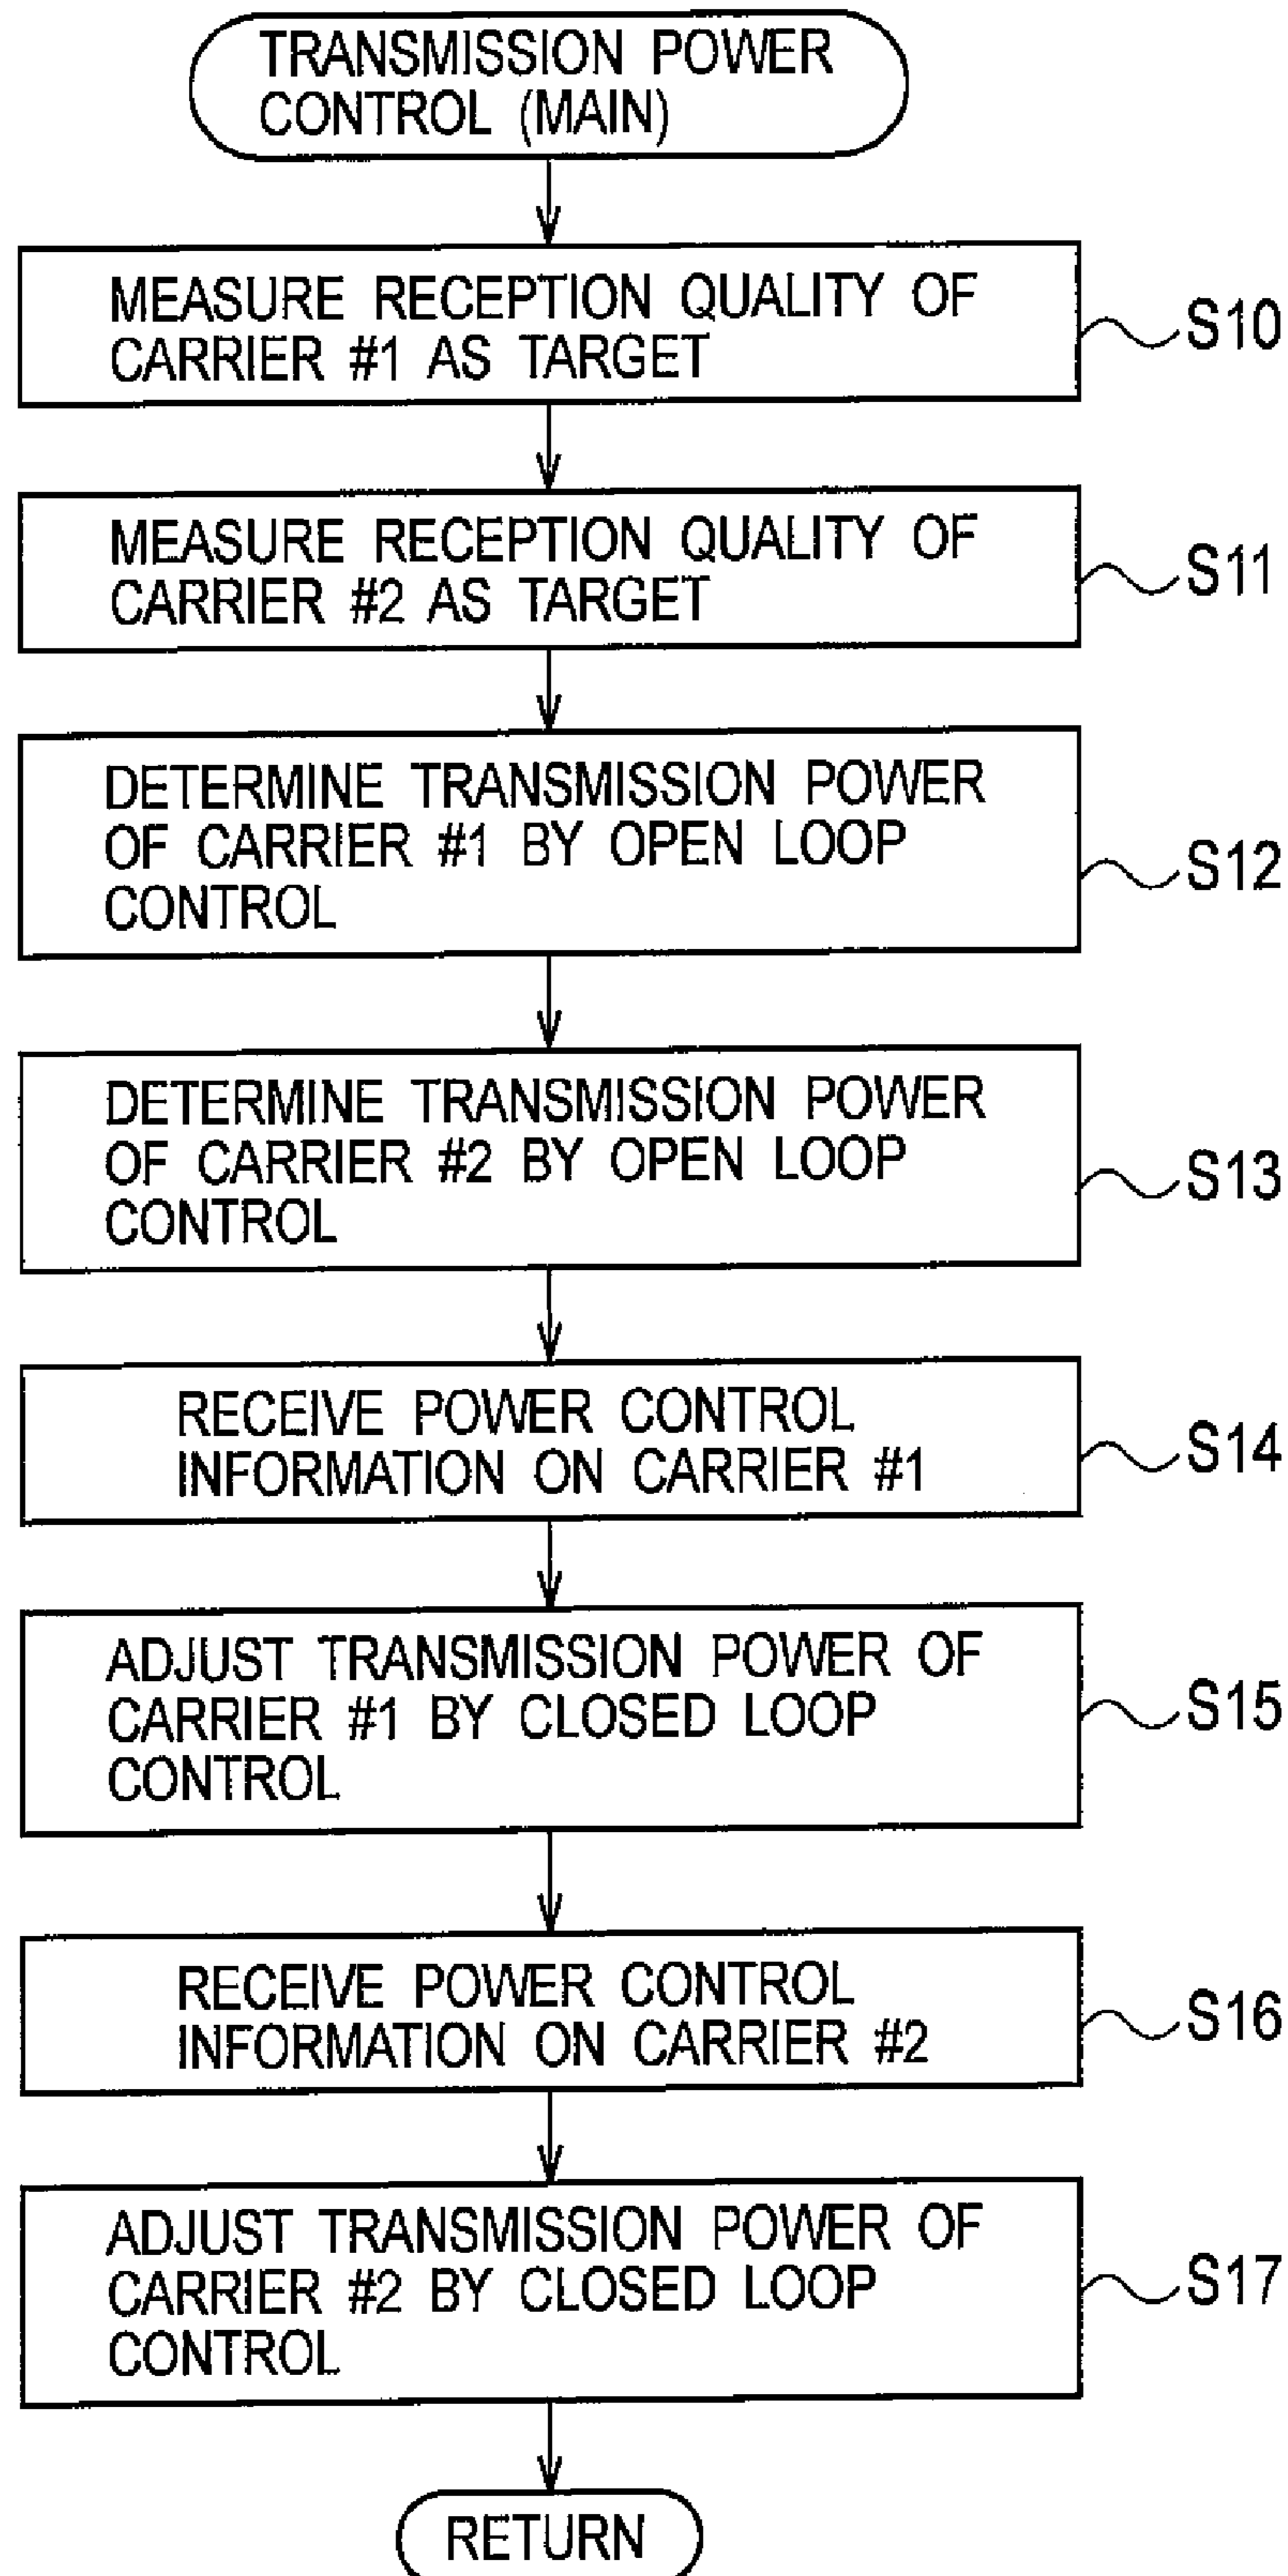 TRANSMISSION POWER
CONTROL (MAIN)
MEASURE RECEPTION QUALITY OF
CARRIER #1 AS TARGET
S10
MEASURE RECEPTION QUALITY OF
CARRIER #2 AS TARGET
S11
DETERMINE TRANSMISSION POWER
OF CARRIER #1 BY OPEN LOOP
CONTROL
S12
DETERMINE TRANSMISSION POWER
OF CARRIER #2 BY OPEN LOOP
CONTROL
S13
RECEIVE POWER CONTROL
INFORMATION ON CARRIER #1
S14
ADJUST TRANSMISSION POWER OF
CARRIER #1 BY CLOSED LOOP
CONTROL
S15
RECEIVE POWER CONTROL
INFORMATION ON CARRIER #2
S16
ADJUST TRANSMISSION POWER OF
CARRIER #2 BY CLOSED LOOP
CONTROL
S17
RETURN